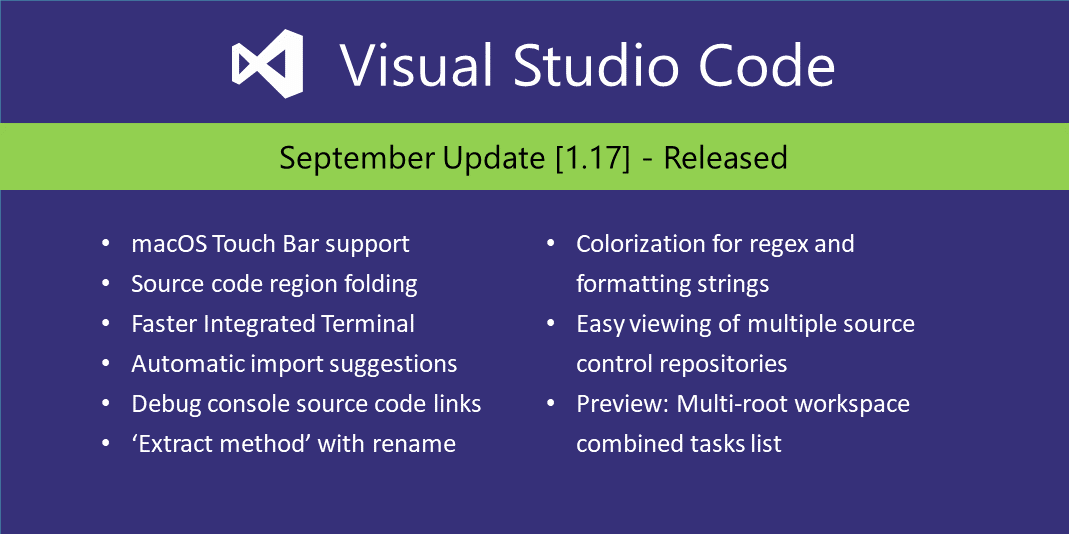 Visual Studio Code
September Update [1.17] - Released
• macOS Touch Bar support
• Source code region folding
• Faster Integrated Terminal
• Automatic import suggestions
• Debug console source code links
• ‘Extract method’ with rename
• Colorization for regex and
formatting strings
• Easy viewing of multiple source
control repositories
• Preview: Multi-root workspace
combined tasks list